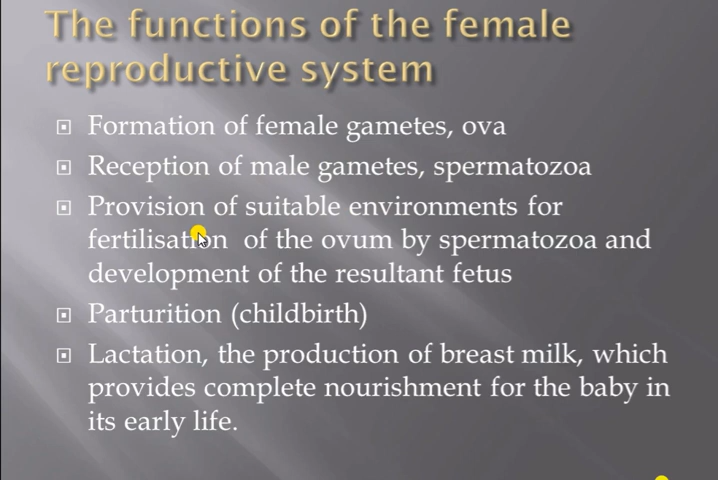 The functions of the female
reproductive system
Formation of female gametes, ova
Reception of male gametes, spermatozoa
Provision of suitable environments for
fertilisation of the ovum by spermatozoa and
development of the resultant fetus
Parturition (childbirth)
Lactation, the production of breast milk, which
provides complete nourishment for the baby in
its early life.